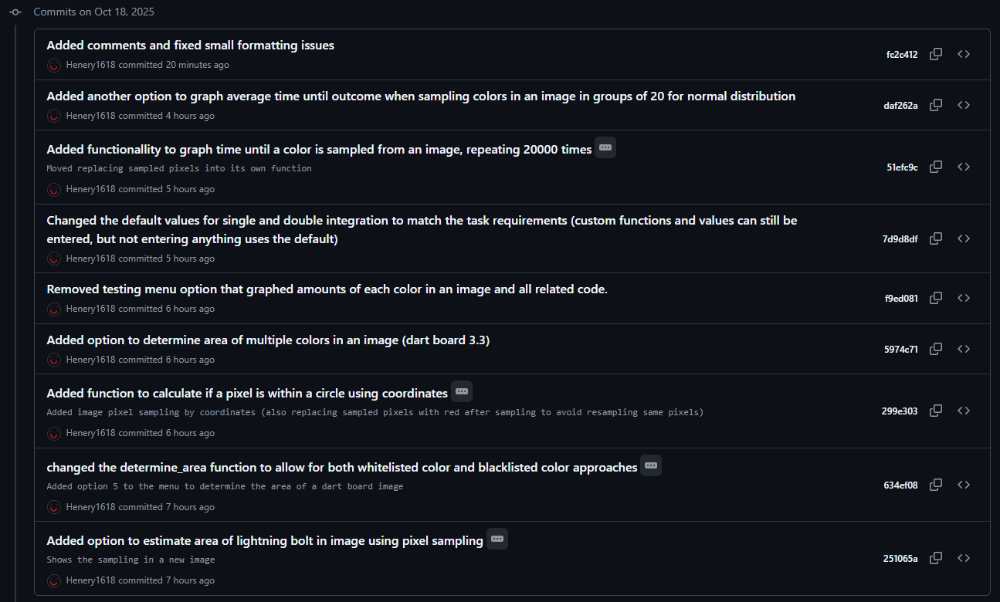 Commits on Oct 18, 2025
Added comments and fixed small formatting issues
Henery1618 committed 20 minutes ago
fc2c412
Added another option to graph average time until outcome when sampling colors in an image in groups of 20 for normal distribution
Henery1618 committed 4 hours ago
daf262a
Added functionallity to graph time until a color is sampled from an image, repeating 20000 times
Moved replacing sampled pixels into its own function
Henery1618 committed 5 hours ago
51efc9c
Changed the default values for single and double integration to match the task requirements (custom functions and values can still be
entered, but not entering anything uses the default)
Henery1618 committed 5 hours ago
7d9d8df
Removed testing menu option that graphed amounts of each color in an image and all related code.
Henery1618 committed 6 hours ago
f9ed081
Added option to determine area of multiple colors in an image (dart board 3.3)
Henery1618 committed 6 hours ago
5974c71
Added function to calculate if a pixel is within a circle using coordinates
Added image pixel sampling by coordinates (also replacing sampled pixels with red after sampling to avoid resampling same pixels)
Henery1618 committed 6 hours ago
299e303
changed the determine_area function to allow for both whitelisted color and blacklisted color approaches
Added option 5 to the menu to determine the area of a dart board image
Henery1618 committed 7 hours ago
634ef08
Added option to estimate area of lightning bolt in image using pixel sampling
Shows the sampling in a new image
Henery1618 committed 7 hours ago
251065a